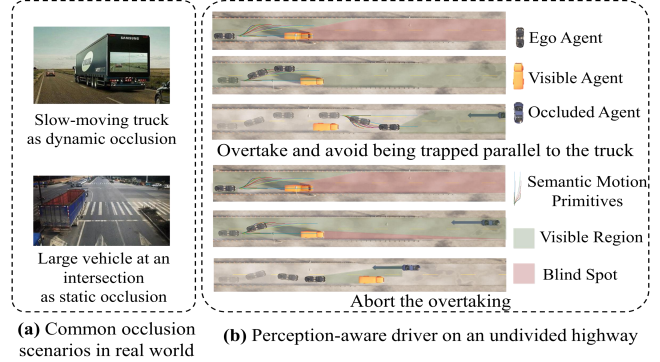 SAMSUNG
Slow-moving truck
as dynamic occlusion
Large vehicle at an
intersection
as static occlusion
(a) Common occlusion
scenarios in real world
Overtake and avoid being trapped parallel to the truck
Abort the overtaking
Ego Agent
Visible Agent
Occluded Agent
Semantic Motion
Primitives
Visible Region
Blind Spot
(b) Perception-aware driver on an undivided highway